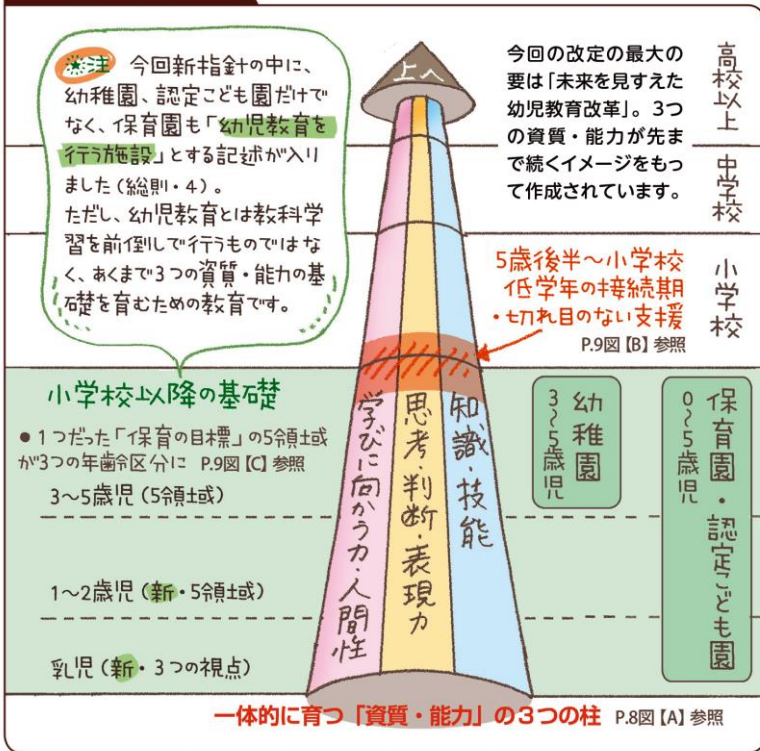 ★注 今回新指針の中に、
幼稚園、認定こども園だけで
なく、保育園も「幼児教育を
行う施設」とする記述が入り
ました(総則・4)。
ただし、幼児教育とは教科学
習を前倒しで行うものではな
く、あくまで3つの資質・能力の基
礎を育むための教育です。
上へ
今回の改定の最大の
要は「未来を見すえた
幼児教育改革」。3つ
の資質・能力が先ま
で続くイメージをもっ
て作成されています。
高校以上
中学校
小学校
5歳後半～小学校
低学年の接続期
・切れ目のない支援
P.9図【B】参照
小学校以降の基礎
● 1つだった「保育の目標」の5領域
が3つの年齢区分に P.9図【C】参照
3～5歳児(5領域)
1～2歳児(新・5領域)
乳児(新・3つの視点)
学びに向かう力・人間性
思考・判断・表現力
知識・技能
幼稚園
3～5歳児
保育園・認定こども園
0～5歳児
一体的に育つ「資質・能力」の3つの柱 P.8図【A】参照